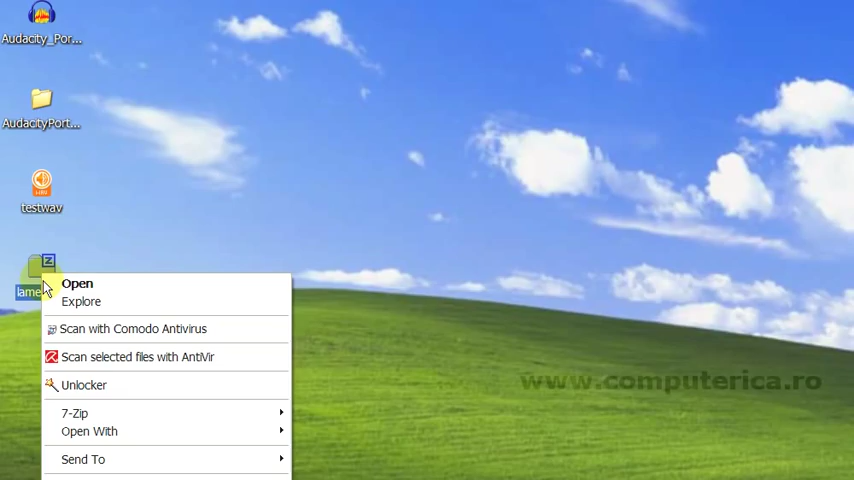 Audacity_Por...
AudacityPort...
testwav
lame
Open
Explore
Scan with Comodo Antivirus
Scan selected files with AntiVir
Unlocker
7-Zip
Open With
Send To
www.computerica.ro